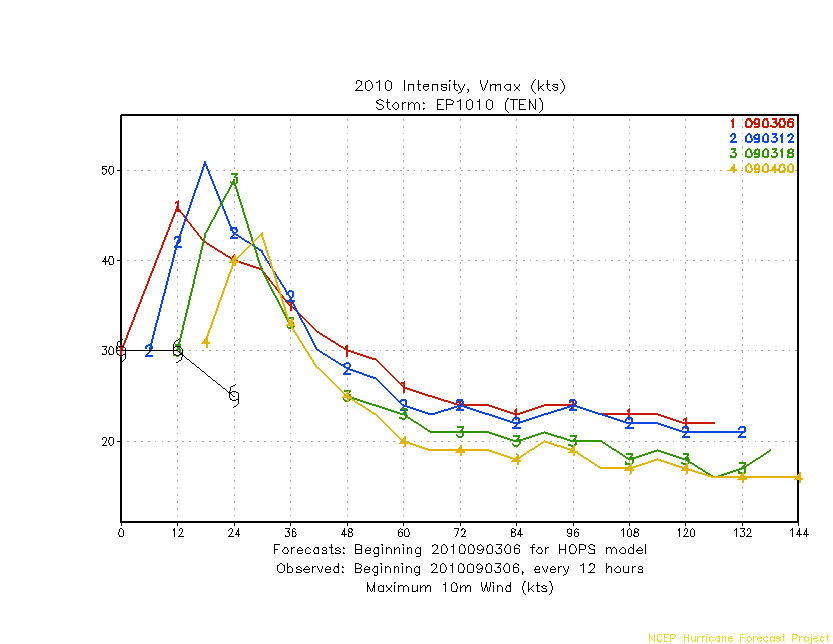 2010 Intensity, Vmax (kts)
Storm: EP1010 (TEN)
1 090306
2 090312
3 090318
4 090400
50
40
30
20
0 12 24 36 48 60 72 84 96 108 120 132 144
Forecasts: Beginning 2010090306 for HOPS model
Observed: Beginning 2010090306, every 12 hours
Maximum 10m Wind (kts)
NCEP Hurricane Forecast Project